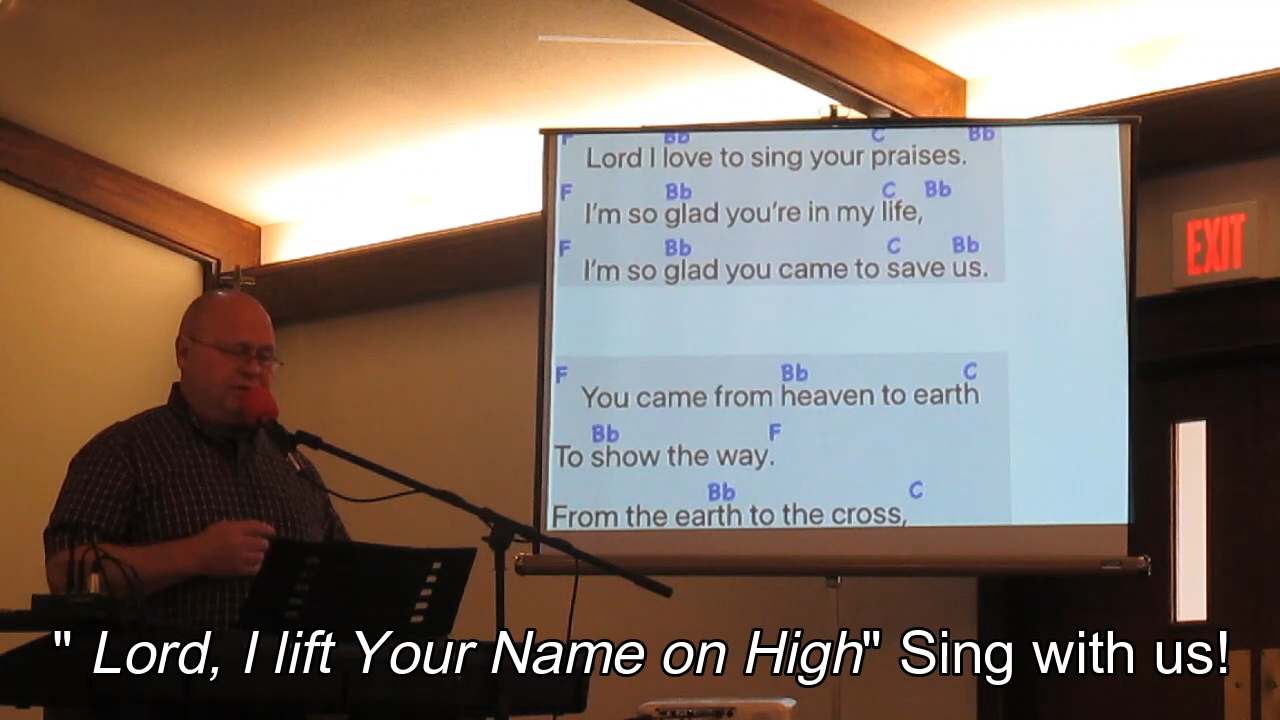 F Bb C Bb
Lord I love to sing your praises.
F Bb C Bb
I'm so glad you're in my life,
F Bb C Bb
I'm so glad you came to save us.
F Bb C
You came from heaven to earth
Bb F
To show the way.
Bb C
From the earth to the cross,
EXIT
" Lord, I lift Your Name on High" Sing with us!